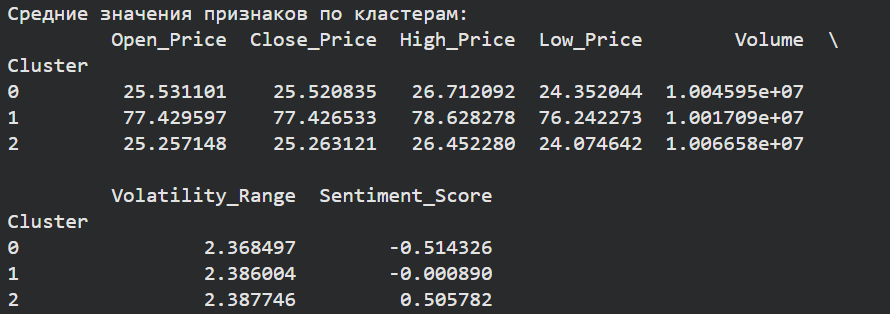 Средние значения признаков по кластерам:
Open_Price Close_Price High_Price Low_Price Volume \
Cluster
0 25.531101 25.520835 26.712092 24.352044 1.004595e+07
1 77.429597 77.426533 78.628278 76.242273 1.001709e+07
2 25.257148 25.263121 26.452280 24.074642 1.006658e+07
Volatility_Range Sentiment_Score
Cluster
0 2.368497 -0.514326
1 2.386004 -0.000890
2 2.387746 0.505782